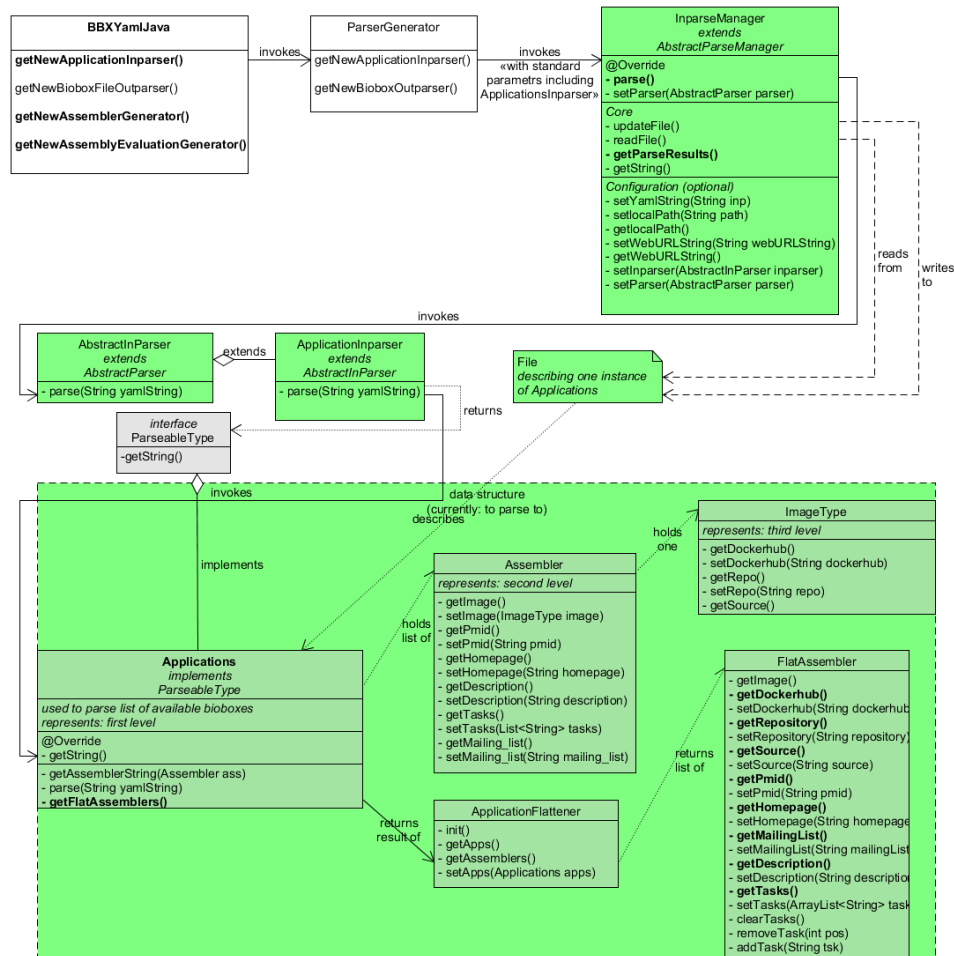 BBXYamlJava
getNewApplicationInparser()
getNewBioboxFileOutparser()
getNewAssemblerGenerator()
getNewAssemblyEvaluationGenerator()
invokes
ParserGenerator
getNewApplicationInparser()
getNewBioboxOutparser()
invokes
«with standard
parametrs including
ApplicationsInparser»
InparseManager
extends
AbstractParseManager
@Override
- parse()
- setParser(AbstractParser parser)
Core
- updateFile()
- readFile()
- getParseResults()
- getString()
Configuration (optional)
- setYamlString(String inp)
- setlocalPath(String path)
- getlocalPath()
- setWebURLString(String webURLString)
- getWebURLString()
- setInparser(AbstractInParser inparser)
- setParser(AbstractParser parser)
reads
from
writes
to
invokes
AbstractInParser
extends
AbstractParser
- parse(String yamlString)
extends
ApplicationInparser
extends
AbstractInParser
- parse(String yamlString)
returns
File
describing one instance
of Applications
interface
ParseableType
-getString()
invokes
data structure
(currently: to parse to)
describes
implements
holds
one
ImageType
represents: third level
- getDockerhub()
- setDockerhub(String dockerhub)
- getRepo()
- setRepo(String repo)
- getSource()
Assembler
represents: second level
- getImage()
- setImage(ImageType image)
- getPmid()
- setPmid(String pmid)
- getHomepage()
- setHomepage(String homepage)
- getDescription()
- setDescription(String description)
- getTasks()
- setTasks(List<String> tasks)
- getMailing_list()
- setMailing_list(String mailing_list)
holds
list of
Applications
implements
ParseableType
used to parse list of available bioboxes
represents: first level
@Override
- getString()
- getAssemblerString(Assembler ass)
- parse(String yamlString)
- getFlatAssemblers()
returns
result of
ApplicationFlattener
- init()
- getApps()
- getAssemblers()
- setApps(Applications apps)
returns
list of
FlatAssembler
- getImage()
- getDockerhub()
- setDockerhub(String dockerhub
- getRepository()
- setRepository(String repository)
- getSource()
- setSource(String source)
- getPmid()
- setPmid(String pmid)
- getHomepage()
- setHomepage(String homepage
- getMailingList()
- setMailingList(String mailingList
- getDescription()
- setDescription(String description
- getTasks()
- setTasks(ArrayList<String> task
- clearTasks()
- removeTask(int pos)
- addTask(String tsk)